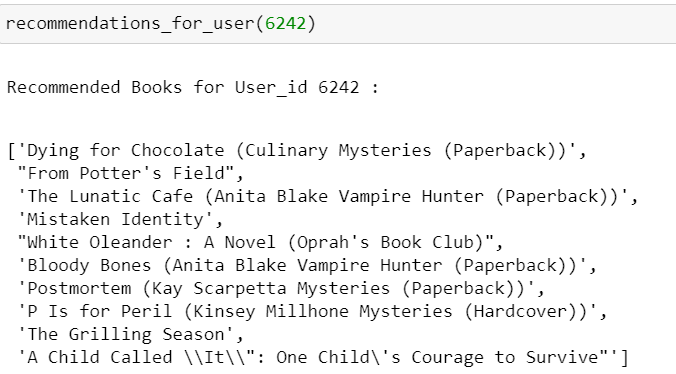 recommendations_for_user(6242)
Recommended Books for User_id 6242 :
['Dying for Chocolate (Culinary Mysteries (Paperback))',
"From Potter's Field",
'The Lunatic Cafe (Anita Blake Vampire Hunter (Paperback))',
'Mistaken Identity',
"White Oleander : A Novel (Oprah's Book Club)",
'Bloody Bones (Anita Blake Vampire Hunter (Paperback))',
'Postmortem (Kay Scarpetta Mysteries (Paperback))',
'P Is for Peril (Kinsey Millhone Mysteries (Hardcover))',
'The Grilling Season',
'A Child Called \\It\\": One Child\'s Courage to Survive"']